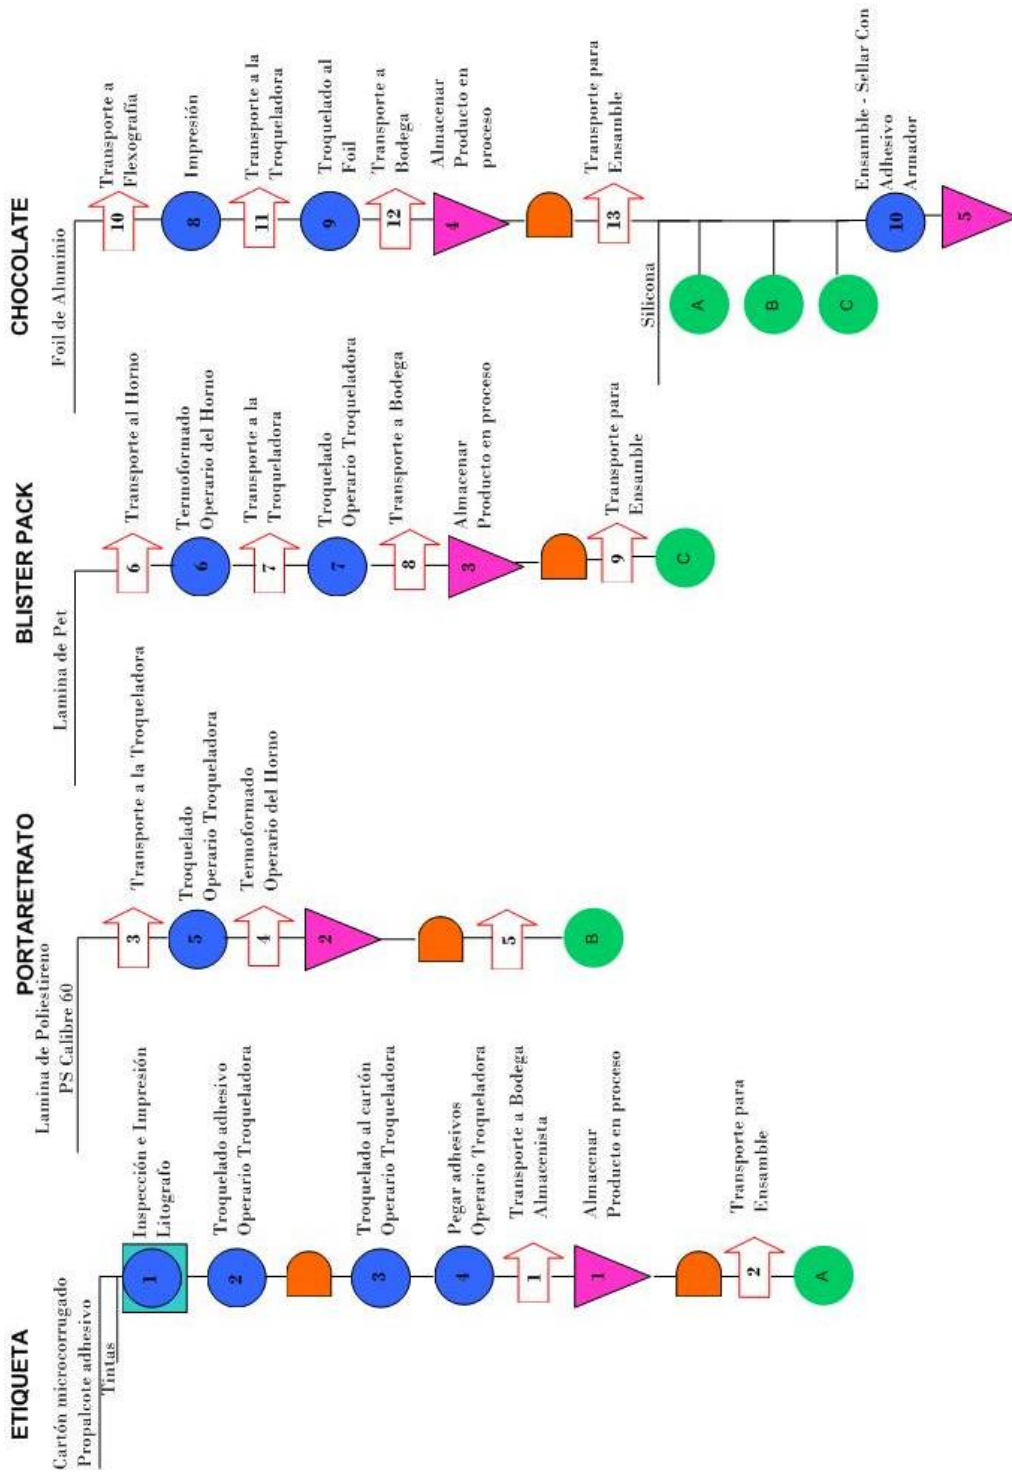 ETIQUETA
Cartón microcorrugado
Propalcote adhesivo
Tintas
1
Inspección e Impresión
Litografo
2
Troquelado adhesivo
Operario Troqueladora
3
Troquelado al cartón
Operario Troqueladora
4
Pegar adhesivos
Operario Troqueladora
1
Transporte a Bodega
Almacenista
1
Almacenar
Producto en proceso
2
Transporte para
Ensamble
A
PORTARETRATO
Lamina de Poliestireno
PS Calibre 60
3
Transporte a la Troqueladora
5
Troquelado
Operario Troqueladora
4
Termoformado
Operario del Horno
2
5
B
BLISTER PACK
Lamina de Pet
6
Transporte al Horno
6
Termoformado
Operario del Horno
7
Transporte a la
Troqueladora
7
Troquelado
Operario Troqueladora
8
Transporte a Bodega
3
Almacenar
Producto en proceso
9
Transporte para
Ensamble
C
CHOCOLATE
Foil de Aluminio
10
Transporte a
Flexografía
8
Impresión
11
Transporte a la
Troqueladora
9
Troquelado al
Foil
12
Transporte a
Bodega
4
Almacenar
Producto en
proceso
13
Transporte para
Ensamble
Silicona
A
B
C
10
Ensamble - Sellar Con
Adhesivo
Armador
5